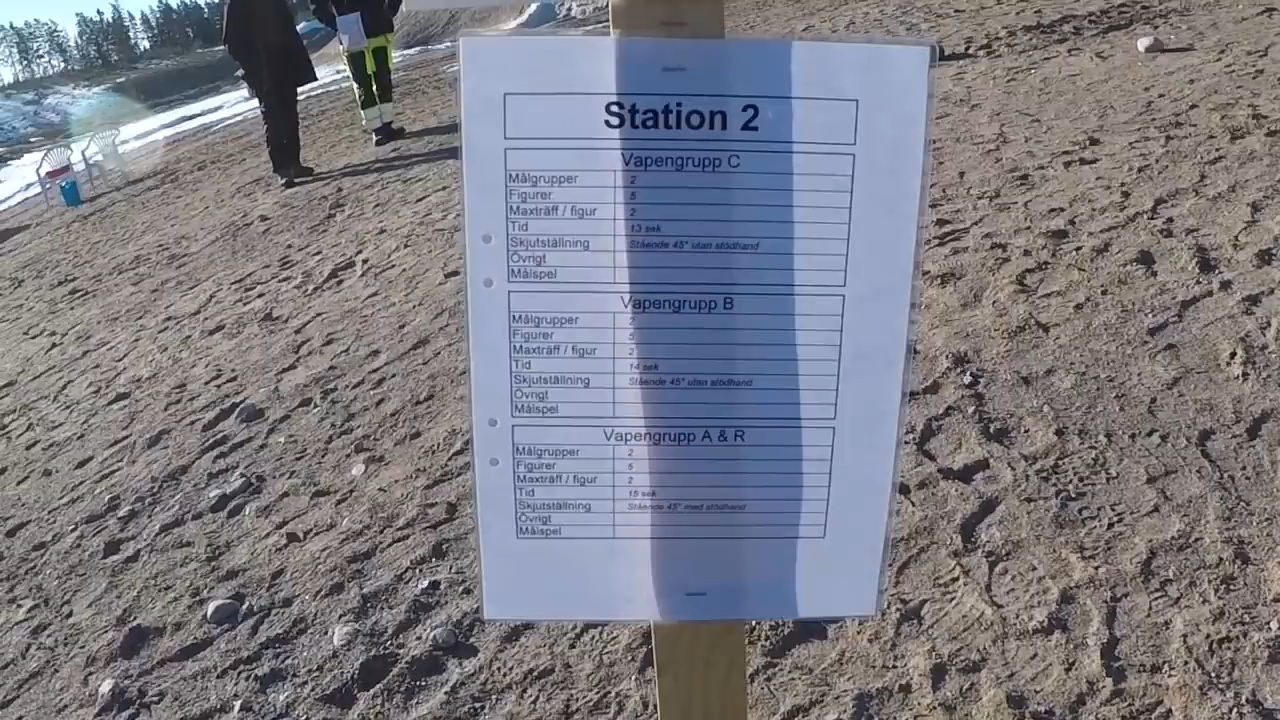 Station 2
Vapengrupp C
Målgrupper 2
Figurer 5
Maxträff / figur 2
Tid 13 sek
Skjutställning Stående 45° utan stödhand
Övrigt
Målspel
Vapengrupp B
Målgrupper 2
Figurer 5
Maxträff / figur 2
Tid 14 sek
Skjutställning Stående 45° utan stödhand
Övrigt
Målspel
Vapengrupp A & R
Målgrupper 2
Figurer 5
Maxträff / figur 2
Tid 15 sek
Skjutställning Stående 45° med stödhand
Övrigt
Målspel